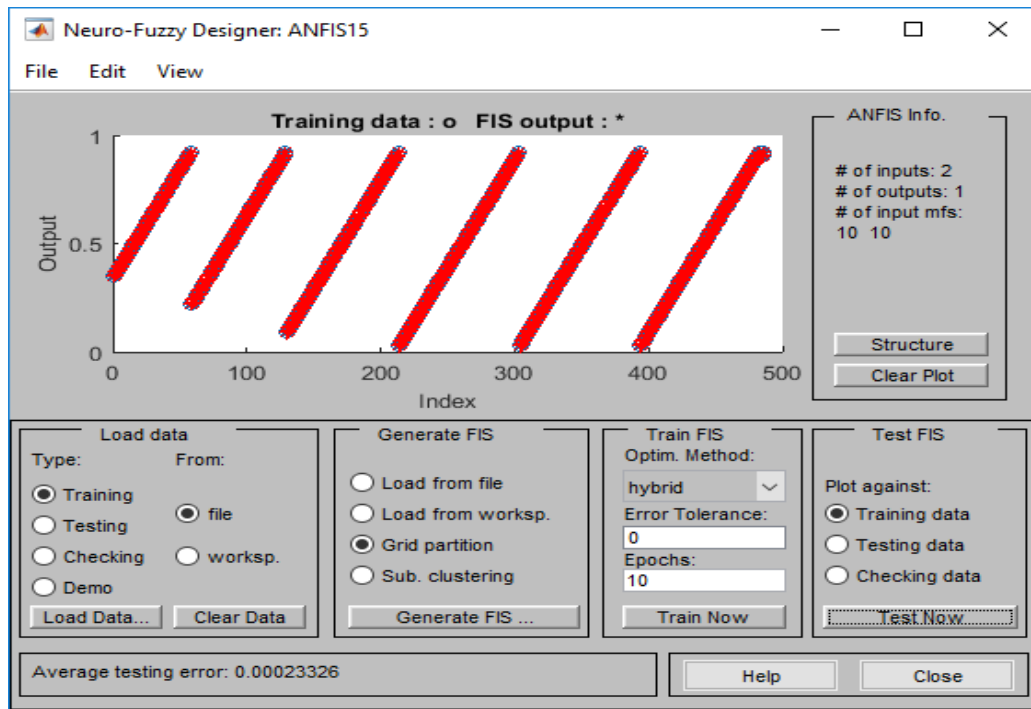 Neuro-Fuzzy Designer: ANFIS15
File Edit View
Training data : o FIS output : *
Output
1
0.5
0
0 100 200 300 400 500
Index
ANFIS Info.
# of inputs: 2
# of outputs: 1
# of input mfs:
10 10
Structure
Clear Plot
Load data
Type: From:
Training
Testing
Checking
Demo
file
worksp.
Load Data... Clear Data
Generate FIS
Load from file
Load from worksp.
Grid partition
Sub. clustering
Generate FIS ...
Train FIS
Optim. Method:
hybrid
Error Tolerance:
0
Epochs:
10
Train Now
Test FIS
Plot against:
Training data
Testing data
Checking data
Test Now
Average testing error: 0.00023326
Help Close